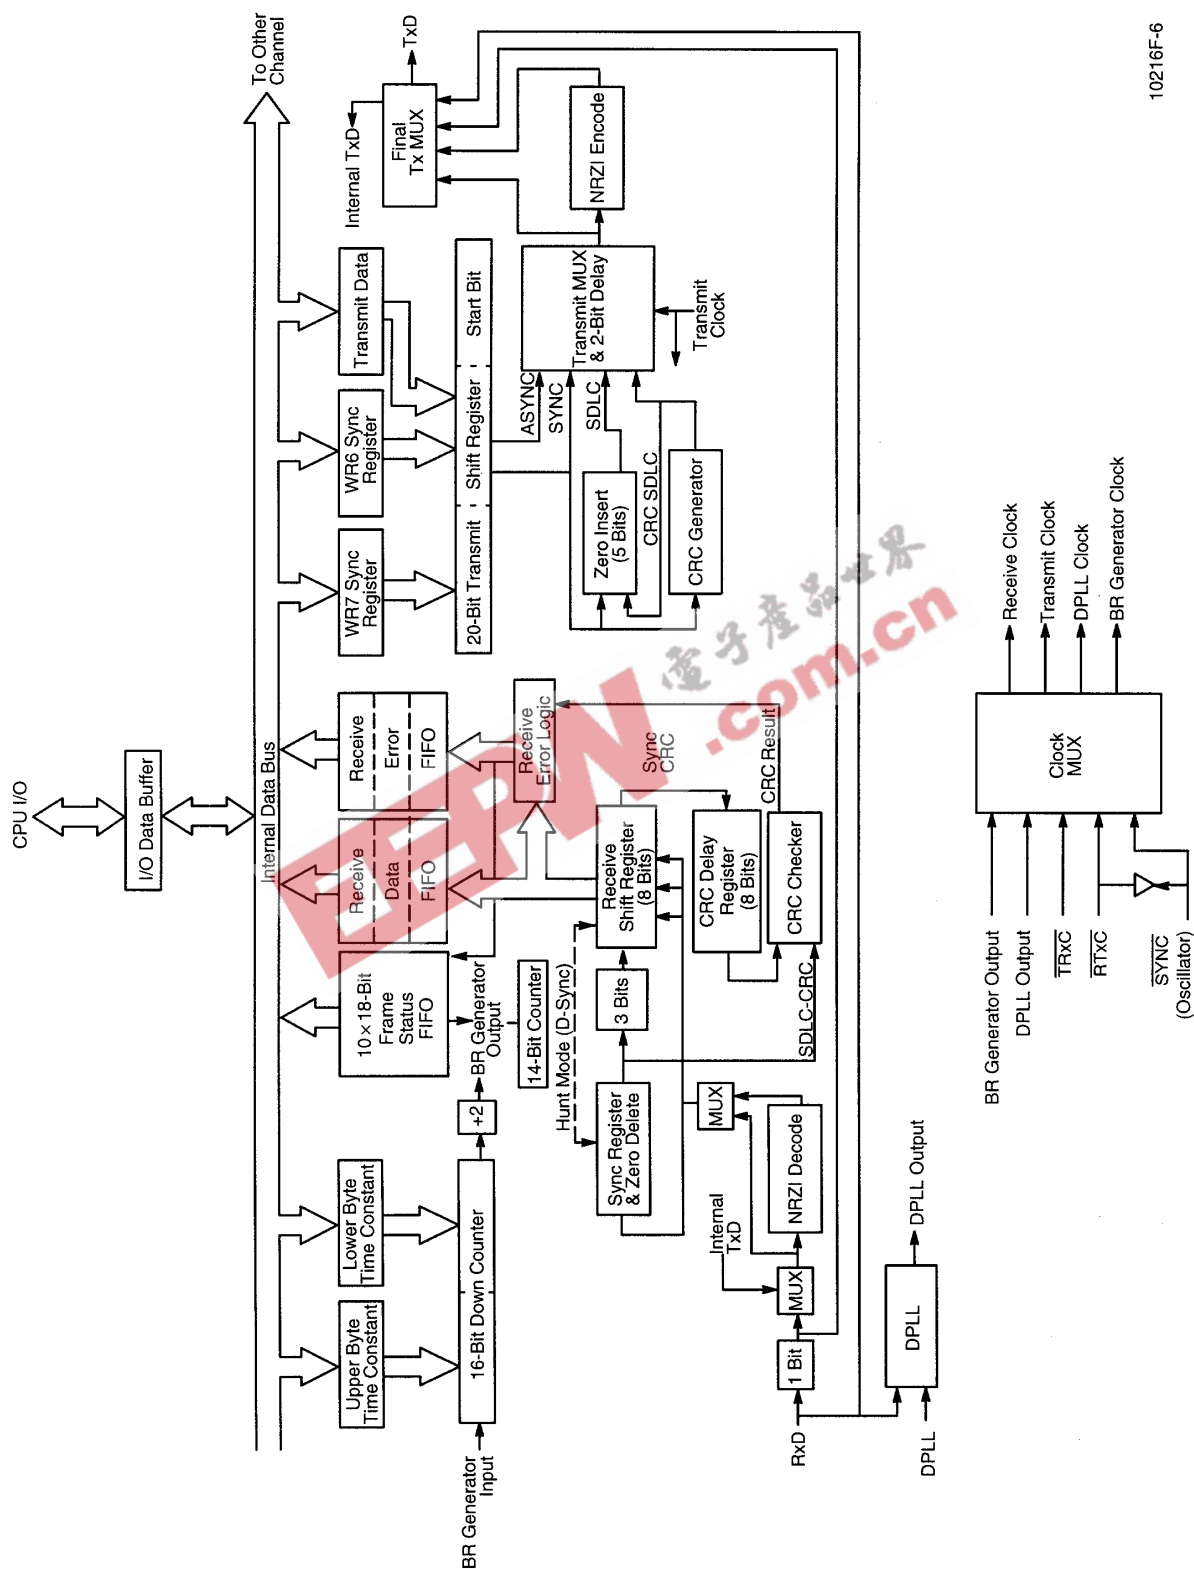 CPU I/O
I/O Data Buffer
Internal Data Bus
To Other
Channel
Upper Byte
Time Constant
Lower Byte
Time Constant
10×18-Bit
Frame
Status
FIFO
Receive
Data
FIFO
Receive
Error
FIFO
WR7 Sync
Register
WR6 Sync
Register
Transmit Data
Internal TxD
Final
Tx MUX
TxD
BR Generator
Input
16-Bit Down Counter
÷2
BR Generator
Output
14-Bit Counter
Receive
Error Logic
20-Bit Transmit
Shift Register
Start Bit
ASYNC
SYNC
SDLC
Transmit MUX
& 2-Bit Delay
NRZI Encode
Hunt Mode (D-Sync)
Sync Register
& Zero Delete
3 Bits
Receive
Shift Register
(8 Bits)
Sync
CRC
Zero Insert
(5 Bits)
CRC SDLC
CRC Generator
Transmit
Clock
Internal
TxD
MUX
CRC Delay
Register
(8 Bits)
CRC Result
RxD
1 Bit
MUX
NRZI Decode
SDLC-CRC
CRC Checker
DPLL
DPLL
DPLL Output
BR Generator Output
DPLL Output
TRxC
RTxC
SYNC
(Oscillator)
Clock
MUX
Receive Clock
Transmit Clock
DPLL Clock
BR Generator Clock
10216F-6
EEPW
電子產品世界
.com.cn